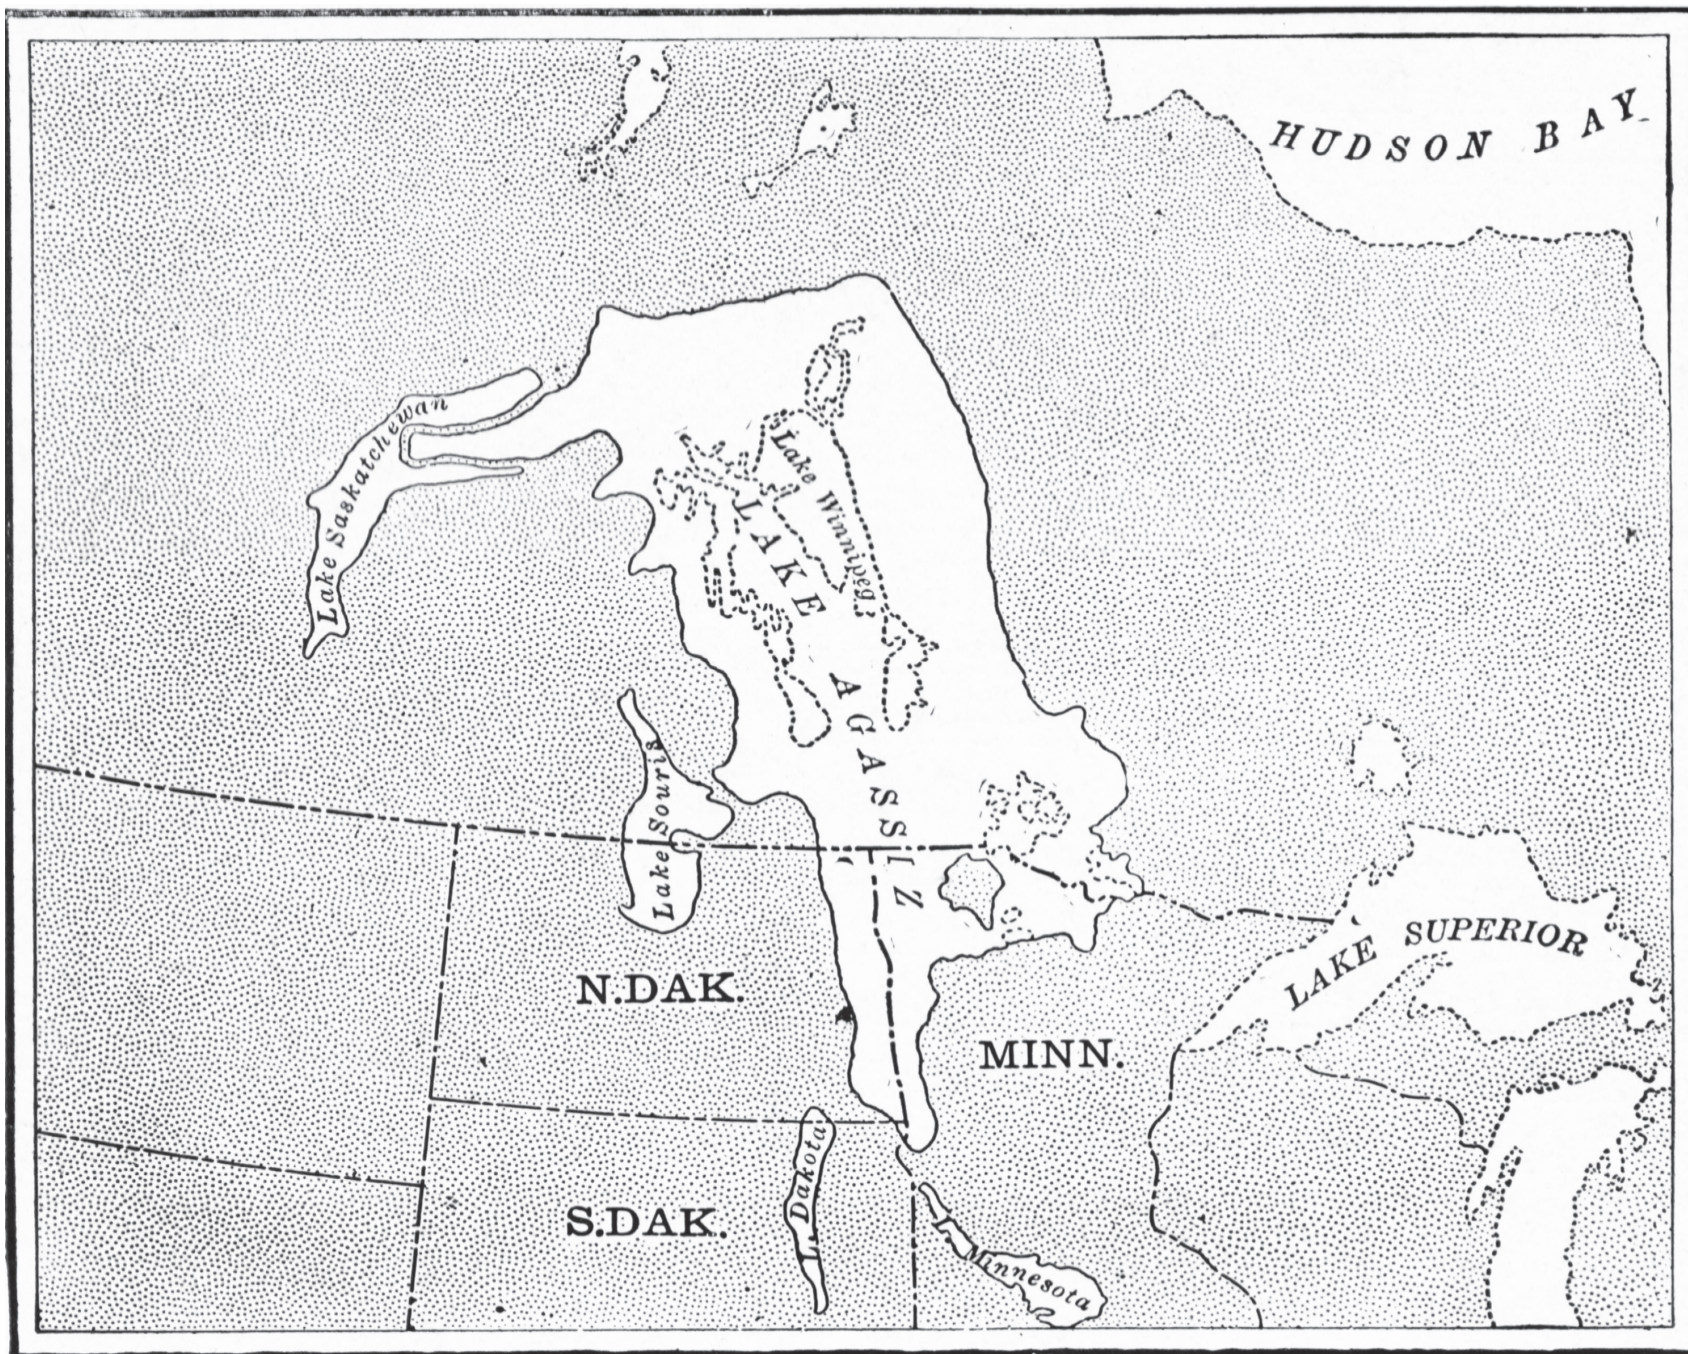 HUDSON BAY
Lake Saskatchewan
Lake Winnipeg
LAKE AGASSIZ
Lake Souris
LAKE SUPERIOR
N.DAK.
MINN.
L. Dakota
S.DAK.
L. Minnesota